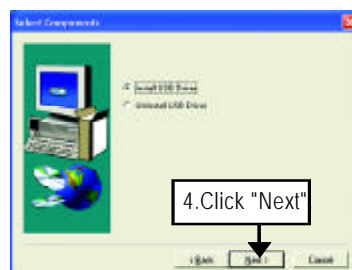 Select Components
Install USB Driver
Uninstall USB Driver
4.Click "Next"
< Back Next > Cancel